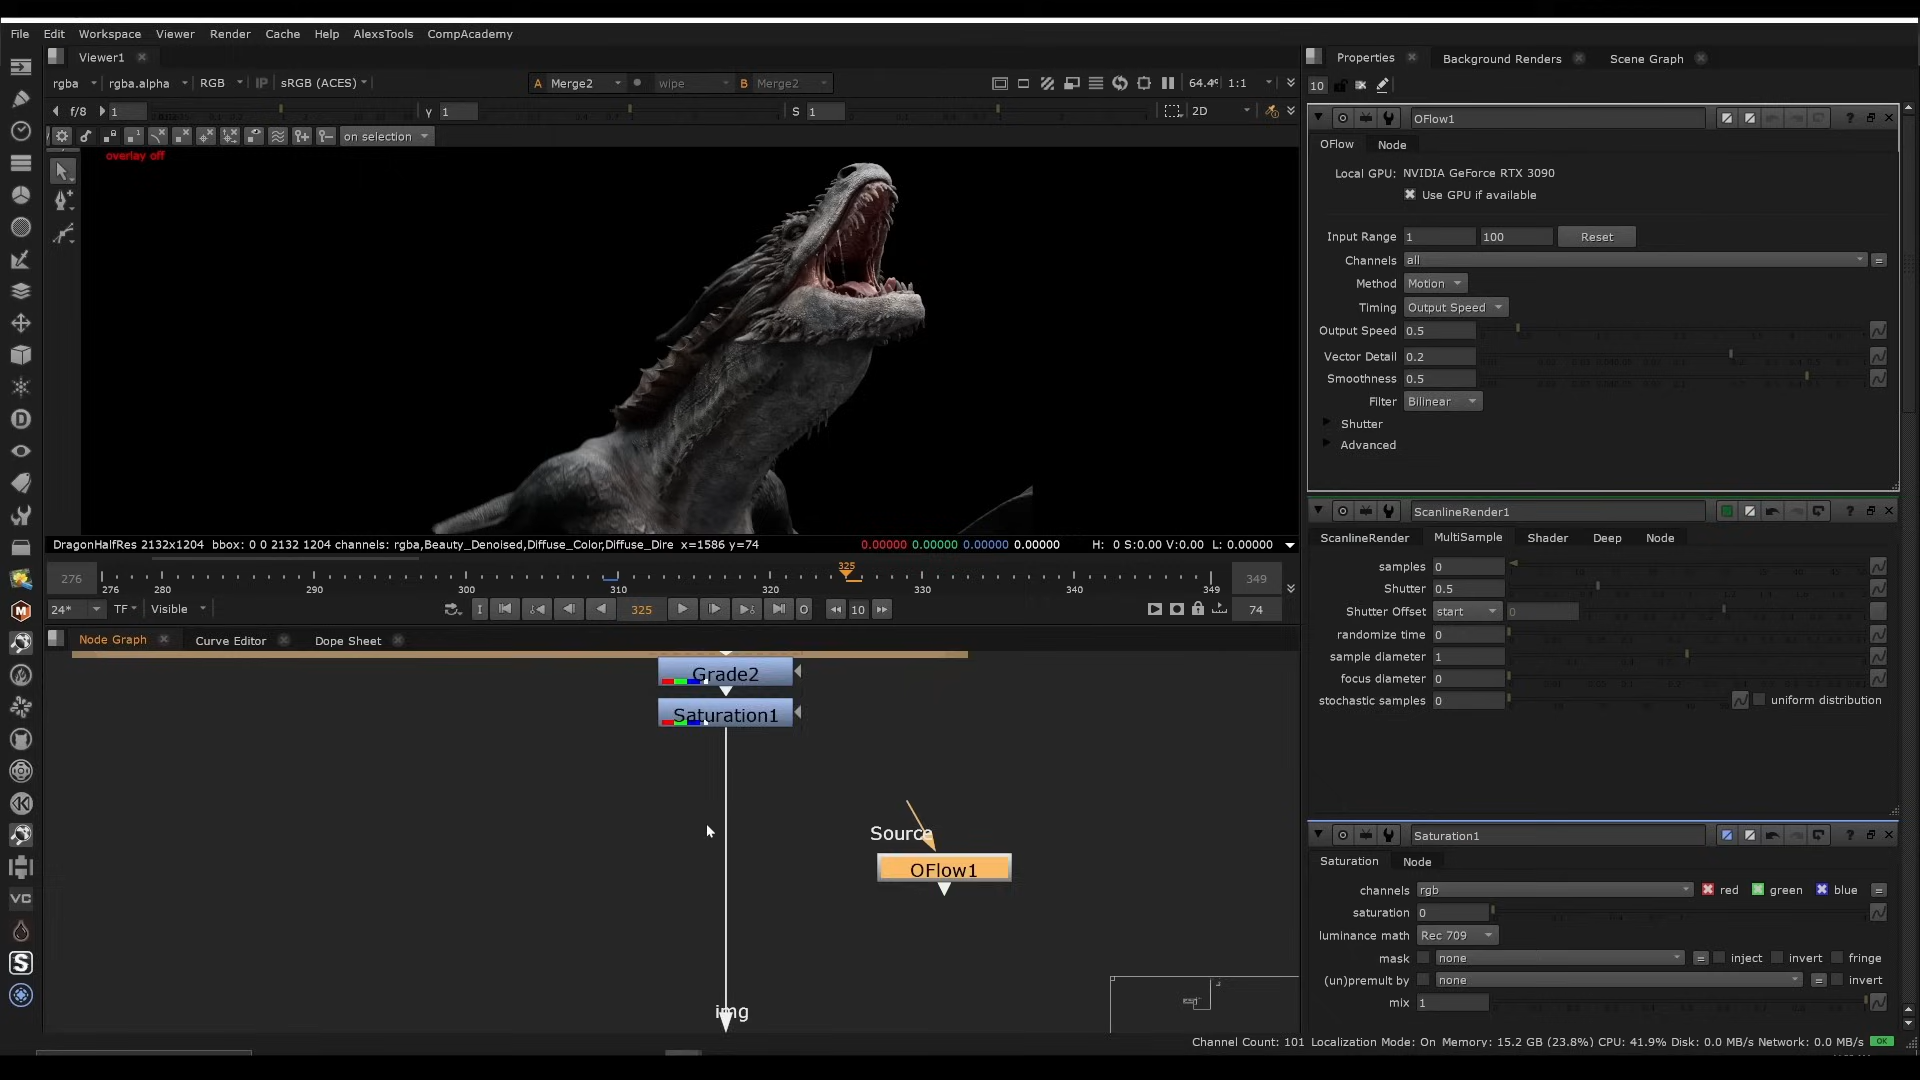 File Edit Workspace Viewer Render Cache Help AlexsTools CompAcademy
Viewer1
rgba rgba.alpha RGB IP sRGB (ACES) A Merge2 wipe B Merge2 1:1
f/8 1 γ 1 S 1 2D
on selection
overlay off
DragonHalfRes 2132x1204 bbox: 0 0 2132 1204 channels: rgba,Beauty_Denoised,Diffuse_Color,Diffuse_Dire x=1586 y=74 0.00000 0.00000 0.00000 0.00000 H: 0 S:0.00 V:0.00 L: 0.00000
325
276 349
276 280 290 300 310 320 330 340 349
24* TF Visible I 325 O 10 74
Node Graph Curve Editor Dope Sheet
Grade2
Saturation1
Source
OFlow1
img
Properties Background Renders Scene Graph
10
OFlow1
OFlow Node
Local GPU: NVIDIA GeForce RTX 3090
Use GPU if available
Input Range 1 100 Reset
Channels all =
Method Motion
Timing Output Speed
Output Speed 0.5
Vector Detail 0.2
Smoothness 0.5
Filter Bilinear
Shutter
Advanced
ScanlineRender1
ScanlineRender MultiSample Shader Deep Node
samples 0
Shutter 0.5
Shutter Offset start 0
randomize time 0
sample diameter 1
focus diameter 0
stochastic samples 0 uniform distribution
Saturation1
Saturation Node
channels rgb red green blue =
saturation 0
luminance math Rec 709
mask none = inject invert fringe
(un)premult by none = invert
mix 1
Channel Count: 101 Localization Mode: On Memory: 15.2 GB (23.8%) CPU: 41.9% Disk: 0.0 MB/s Network: 0.0 MB/s OK